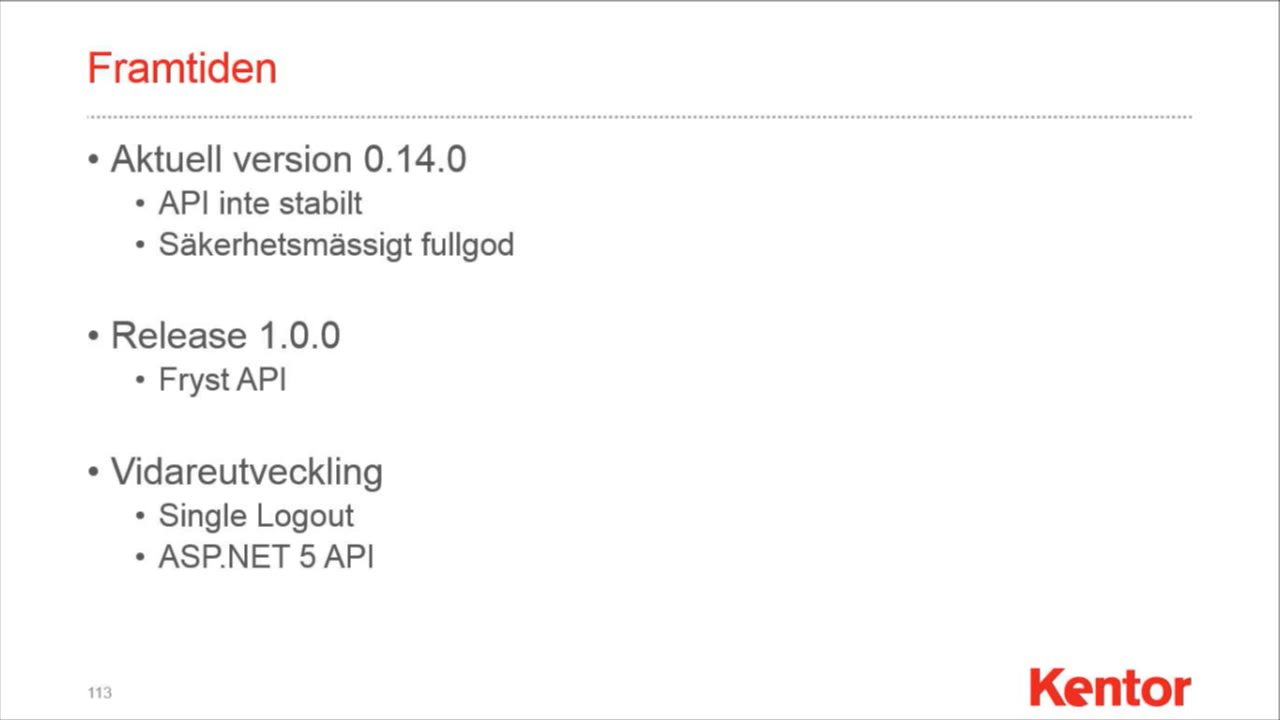 Framtiden
• Aktuell version 0.14.0
• API inte stabilt
• Säkerhetsmässigt fullgod
• Release 1.0.0
• Fryst API
• Vidareutveckling
• Single Logout
• ASP.NET 5 API
113
Kentor